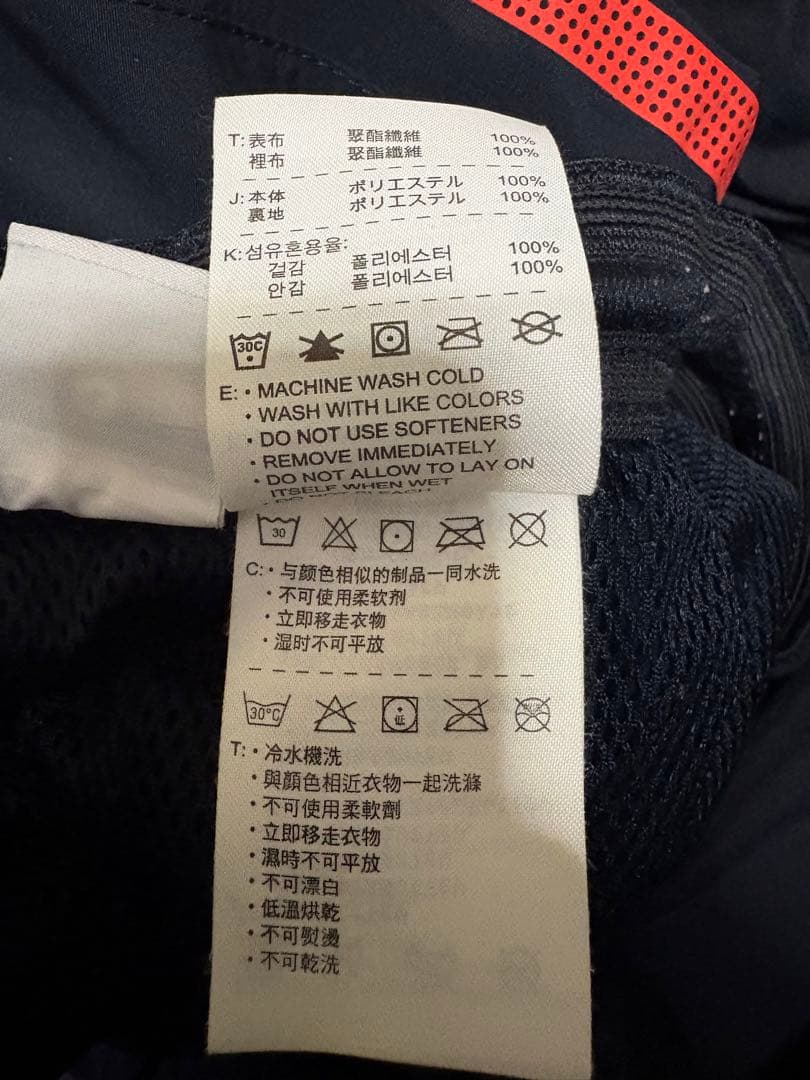 T: 表布 聚酯纖維 100%
裡布 聚酯纖維 100%
J: 本体 ポリエステル 100%
裏地 ポリエステル 100%
K: 섬유혼용율:
겉감 폴리에스터 100%
안감 폴리에스터 100%
30C
E: • MACHINE WASH COLD
• WASH WITH LIKE COLORS
• DO NOT USE SOFTENERS
• REMOVE IMMEDIATELY
• DO NOT ALLOW TO LAY ON
ITSELF WHEN WET
• DO NOT BLEACH
30
C: • 与颜色相似的制品一同水洗
• 不可使用柔软剂
• 立即移走衣物
• 湿时不可平放
30°C 低 乾洗
T: • 冷水機洗
• 與顏色相近衣物一起洗滌
• 不可使用柔軟劑
• 立即移走衣物
• 濕時不可平放
• 不可漂白
• 低溫烘乾
• 不可熨燙
• 不可乾洗